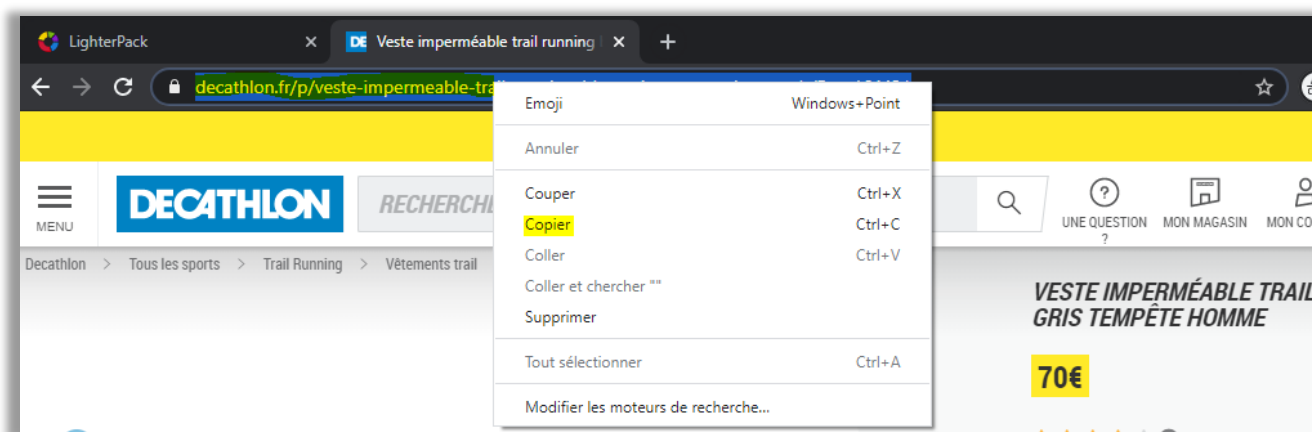 LighterPack
Veste imperméable trail running
decathlon.fr/p/veste-impermeable-tra
Emoji Windows+Point
Annuler Ctrl+Z
Couper Ctrl+X
Copier Ctrl+C
Coller Ctrl+V
Coller et chercher ""
Supprimer
Tout sélectionner Ctrl+A
Modifier les moteurs de recherche...
MENU
DECATHLON
RECHERCHE
UNE QUESTION ?
MON MAGASIN
MON CO
Decathlon > Tous les sports > Trail Running > Vêtements trail
VESTE IMPERMÉABLE TRAIL
GRIS TEMPÊTE HOMME
70€